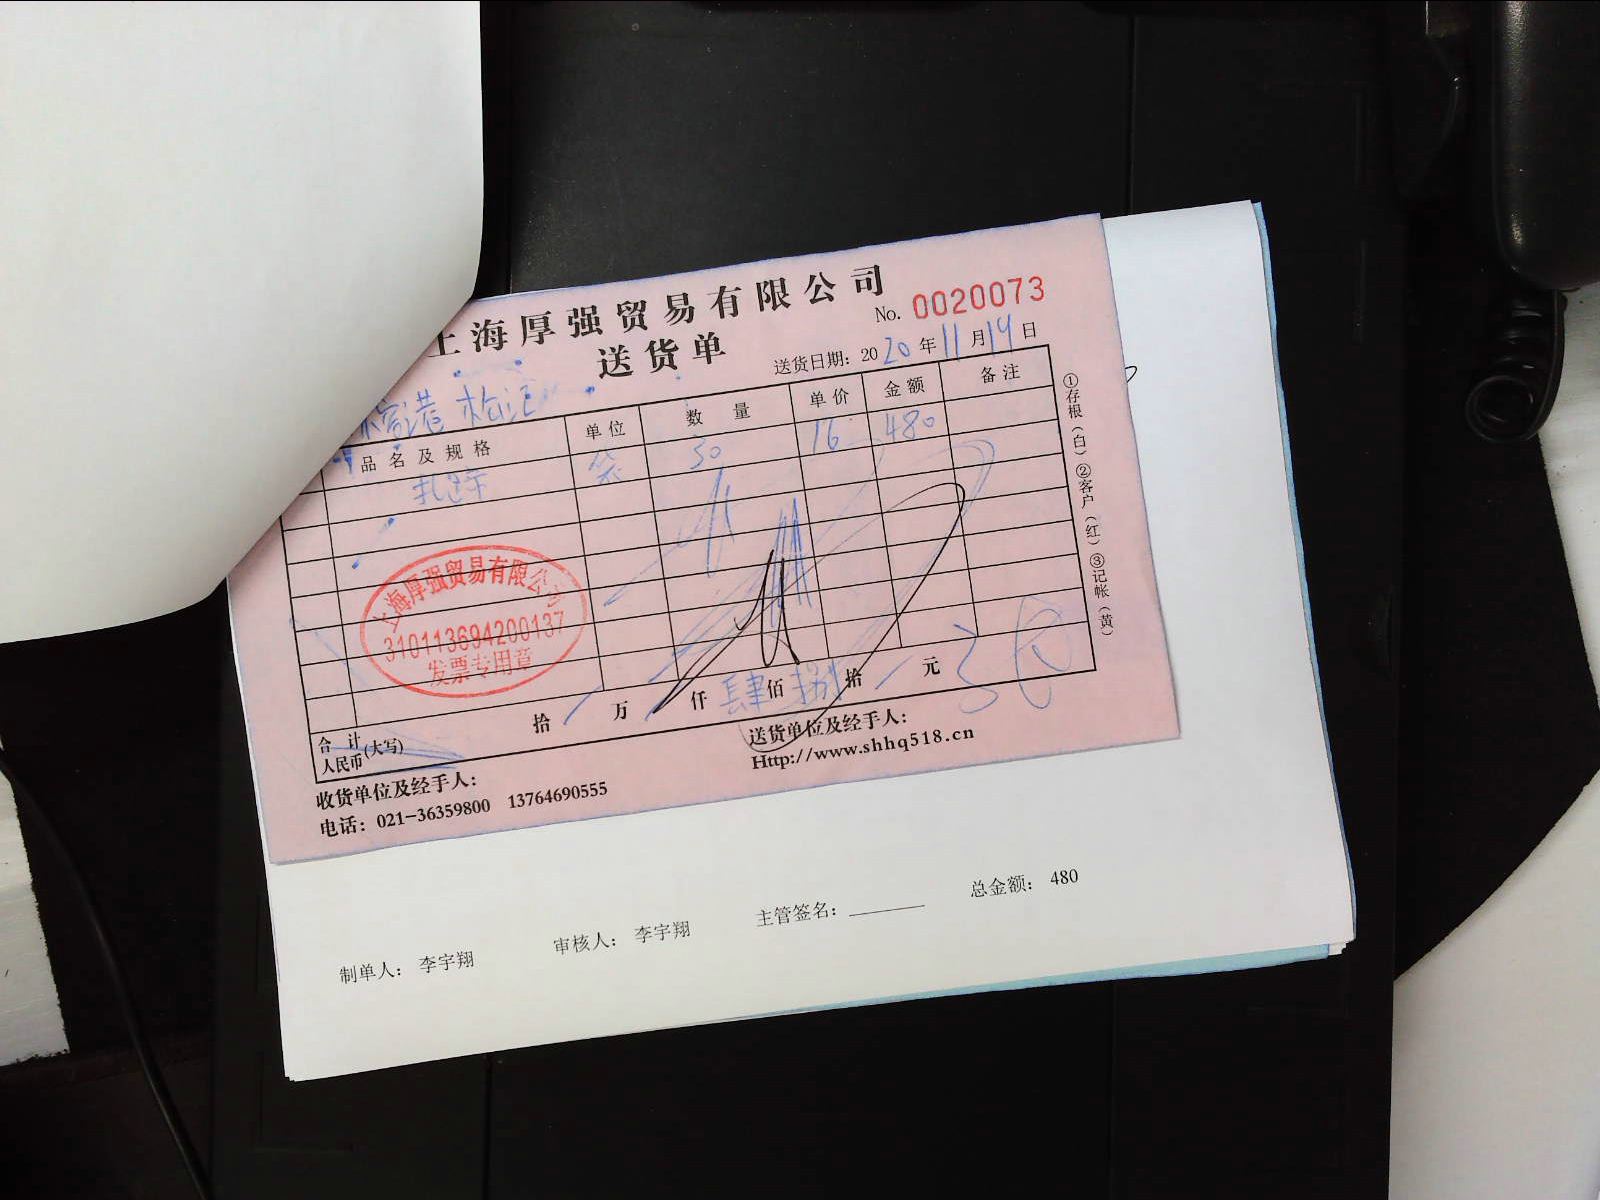 上海厚强贸易有限公司
No. 0020073
送货单
送货日期：2020年11月19日
品名及规格 单位 数量 单价 金额 备注
扎带 袋 30 16 480
上海厚强贸易有限公司
310113694200137
发票专用章
合计人民币(大写) 拾 万 仟 肆佰 捌拾 元
收货单位及经手人： 送货单位及经手人：
电话：021-36359800 13764690555 Http://www.shhq518.cn
①存根（白）②客户（红）③记帐（黄）
制单人： 李宇翔 审核人： 李宇翔 主管签名： 总金额： 480